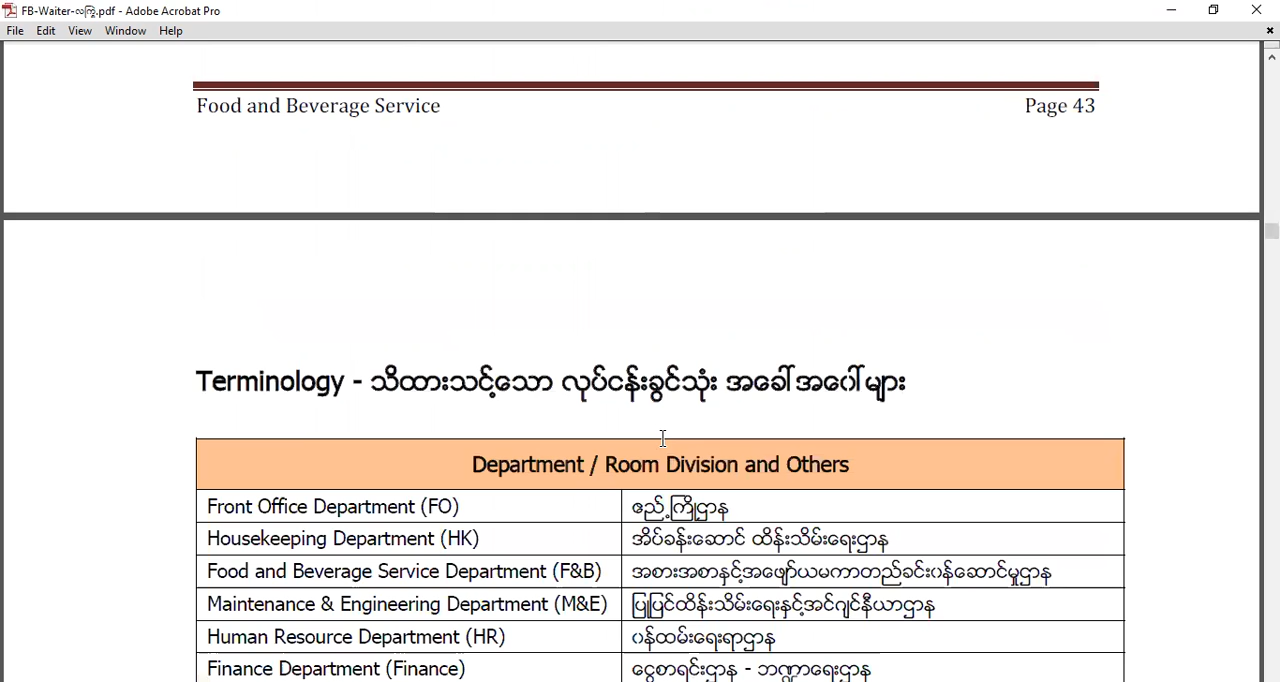 FB-Waiter-လကြွ.pdf - Adobe Acrobat Pro
File Edit View Window Help
Food and Beverage Service Page 43
Terminology - သိထားသင့်သော လုပ်ငန်းခွင်သုံး အခေါ်အဝေါ်များ
Department / Room Division and Others
Front Office Department (FO) ဧည့်ကြိုဌာန
Housekeeping Department (HK) အိပ်ခန်းဆောင် ထိန်းသိမ်းရေးဌာန
Food and Beverage Service Department (F&B) အစားအစာနှင့်အဖျော်ယမကာတည်ခင်းဝန်ဆောင်မှုဌာန
Maintenance & Engineering Department (M&E) ပြုပြင်ထိန်းသိမ်းရေးနှင့်အင်ဂျင်နီယာဌာန
Human Resource Department (HR) ဝန်ထမ်းရေးရာဌာန
Finance Department (Finance) ငွေစာရင်းဌာန - ဘဏ္ဍာရေးဌာန